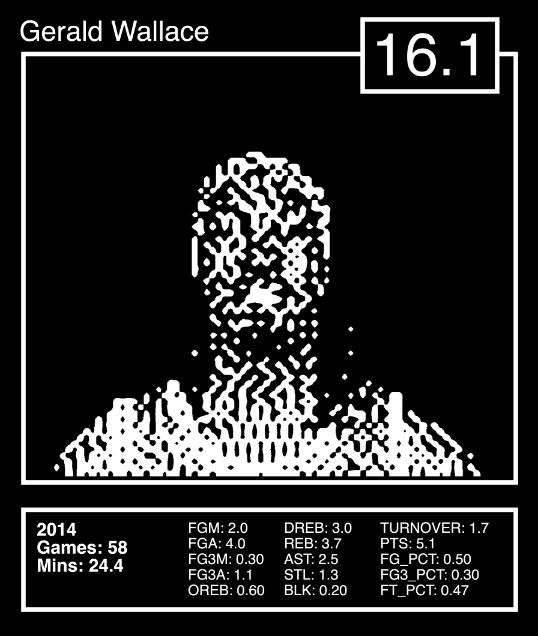 Gerald Wallace
16.1
2014
Games: 58
Mins: 24.4
FGM: 2.0
FGA: 4.0
FG3M: 0.30
FG3A: 1.1
OREB: 0.60
DREB: 3.0
REB: 3.7
AST: 2.5
STL: 1.3
BLK: 0.20
TURNOVER: 1.7
PTS: 5.1
FG_PCT: 0.50
FG3_PCT: 0.30
FT_PCT: 0.47